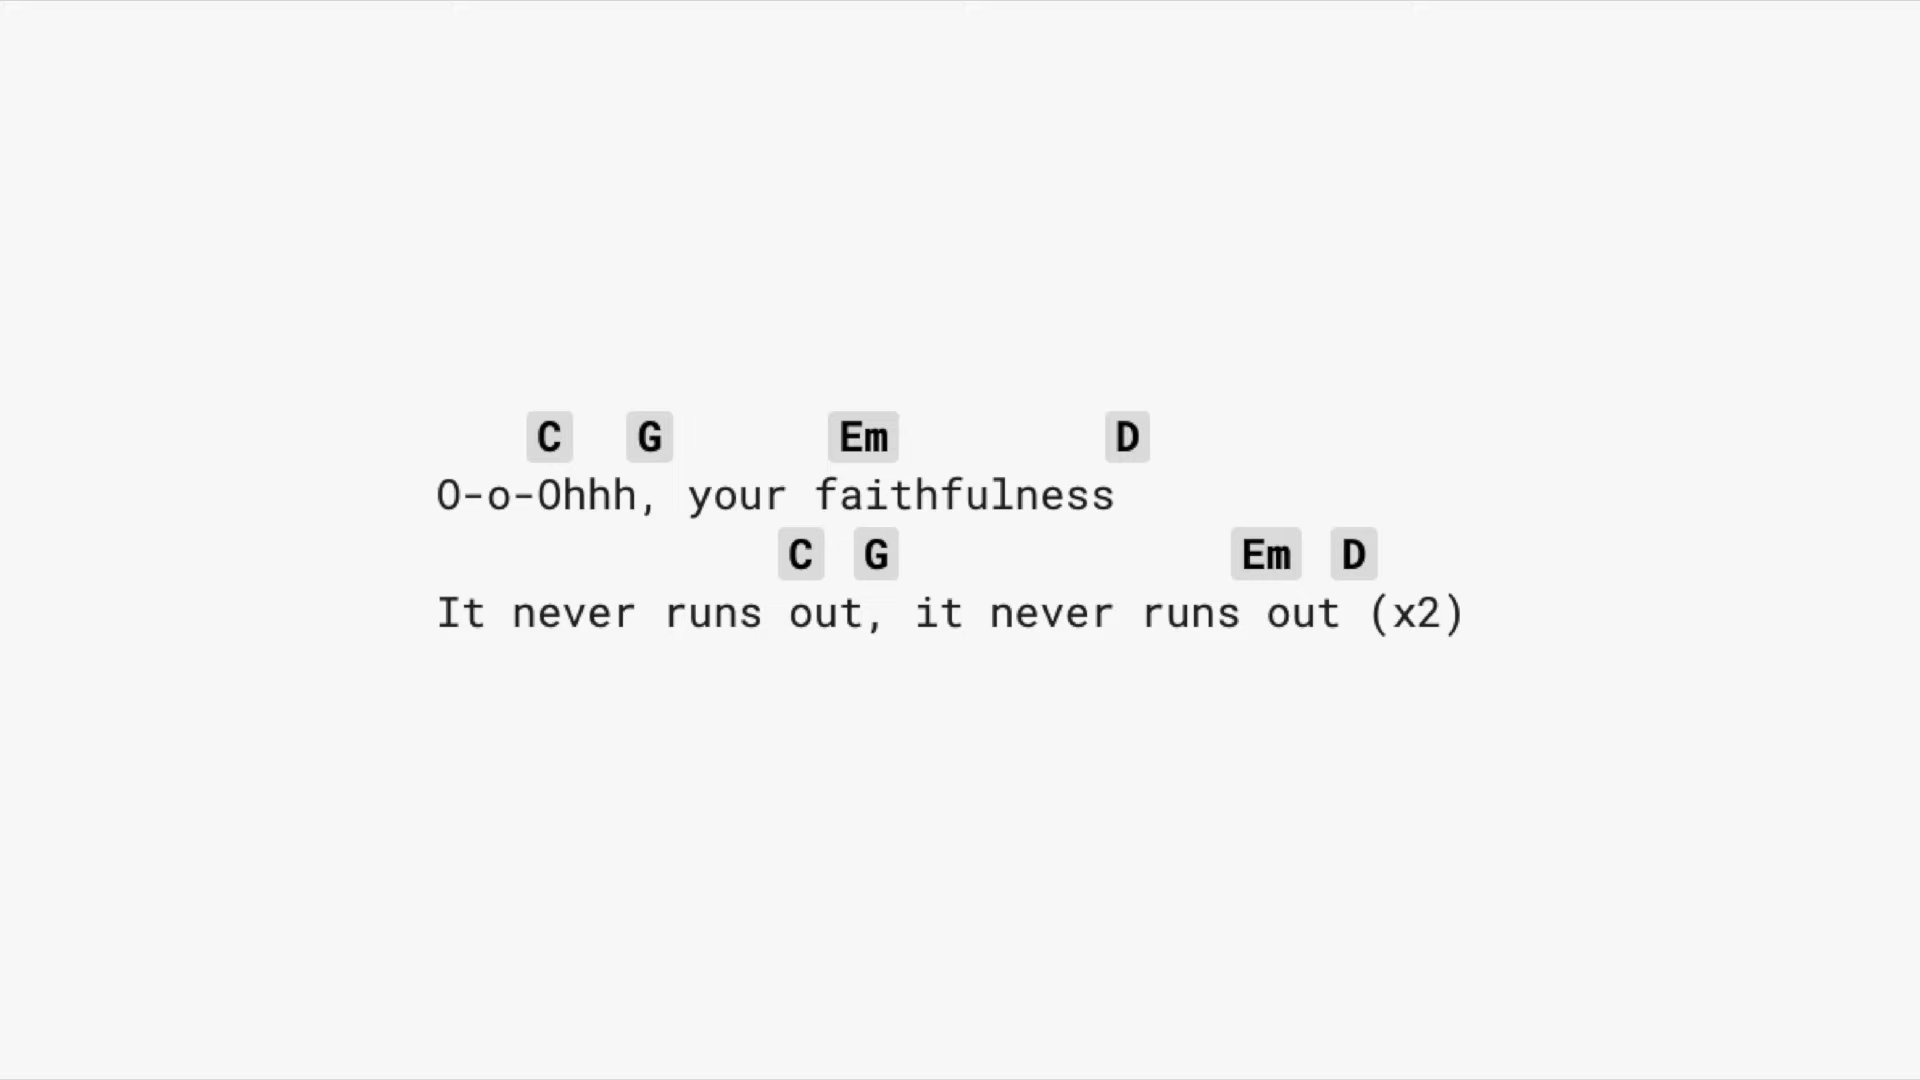 C G Em D
O-o-Ohhh, your faithfulness
C G Em D
It never runs out, it never runs out (x2)